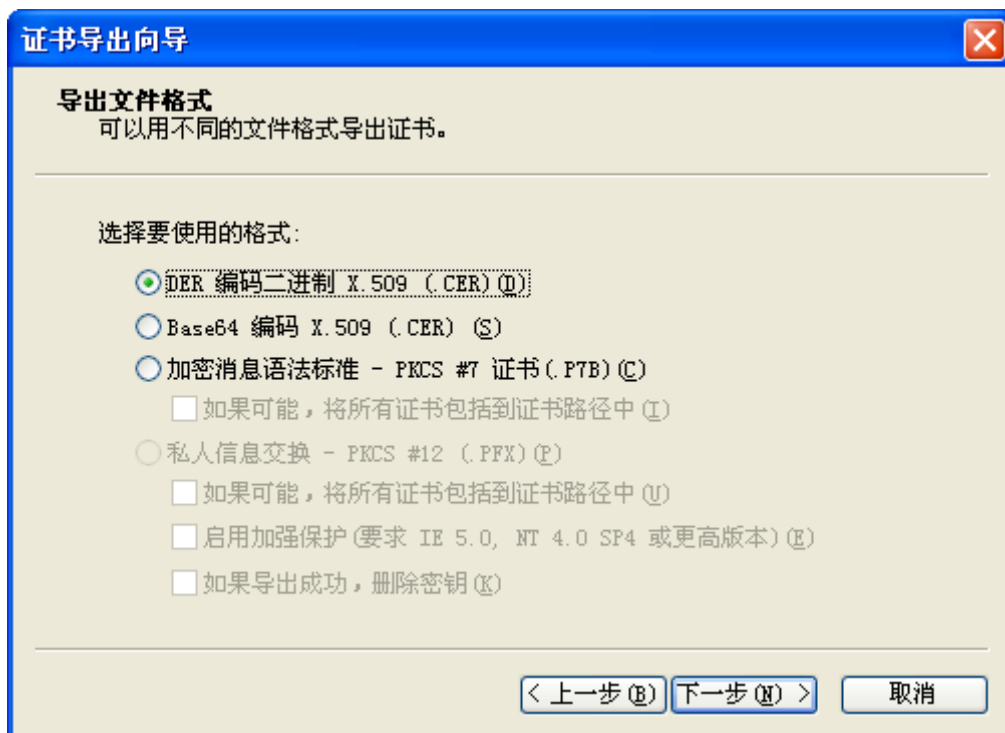 证书导出向导
导出文件格式
可以用不同的文件格式导出证书。
选择要使用的格式:
DER 编码二进制 X.509 (.CER)(D)
Base64 编码 X.509 (.CER) (S)
加密消息语法标准 - PKCS #7 证书(.P7B)(C)
如果可能，将所有证书包括到证书路径中(I)
私人信息交换 - PKCS #12 (.PFX)(P)
如果可能，将所有证书包括到证书路径中(U)
启用加强保护(要求 IE 5.0, NT 4.0 SP4 或更高版本)(E)
如果导出成功，删除密钥(K)
< 上一步(B) 下一步(N) > 取消